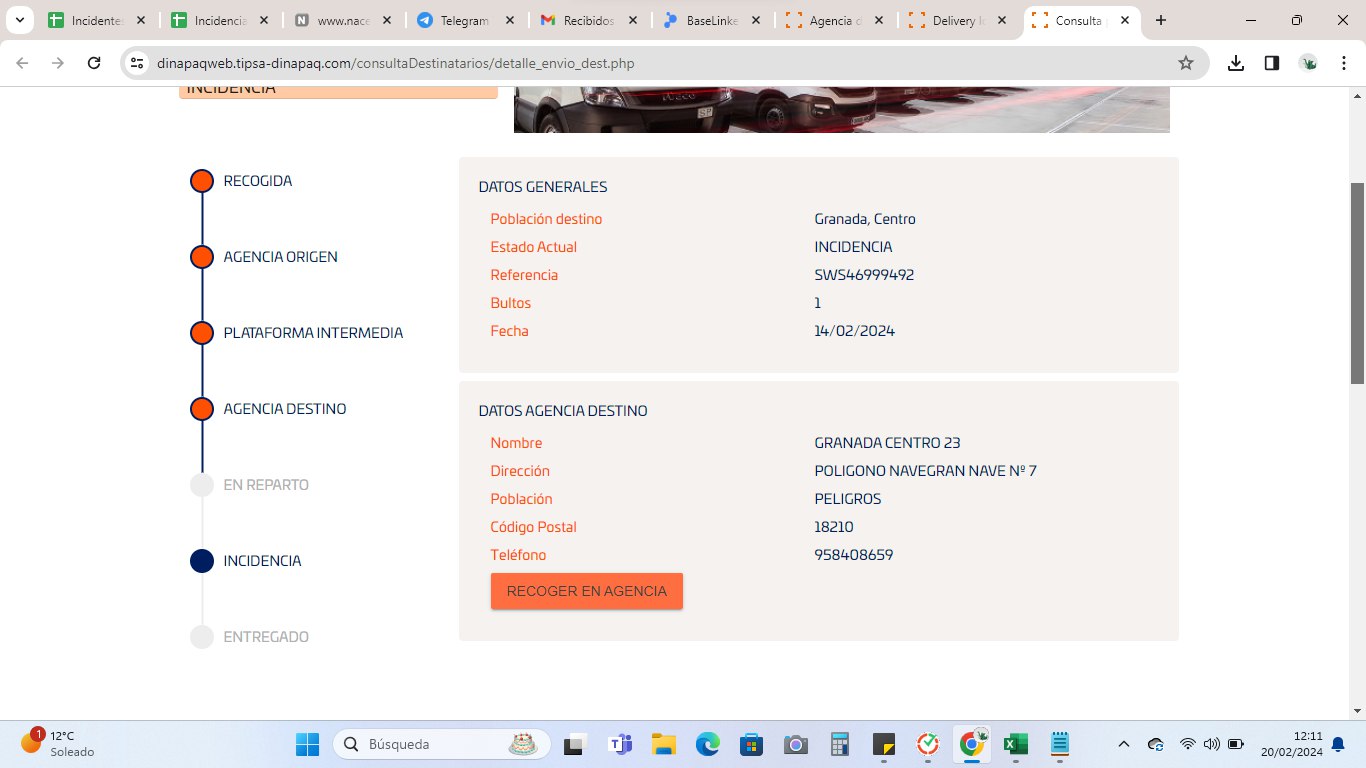 Incidentes
Incidencia
www.nace
Telegram
Recibidos
BaseLinke
Agencia d
Delivery I
Consulta
dinapaqweb.tipsa-dinapaq.com/consultaDestinatarios/detalle_envio_dest.php
INCIDENCIA
IVECO
RECOGIDA
AGENCIA ORIGEN
PLATAFORMA INTERMEDIA
AGENCIA DESTINO
EN REPARTO
INCIDENCIA
ENTREGADO
DATOS GENERALES
Población destino Granada, Centro
Estado Actual INCIDENCIA
Referencia SWS46999492
Bultos 1
Fecha 14/02/2024
DATOS AGENCIA DESTINO
Nombre GRANADA CENTRO 23
Dirección POLIGONO NAVEGRAN NAVE Nº 7
Población PELIGROS
Código Postal 18210
Teléfono 958408659
RECOGER EN AGENCIA
1
12°C
Soleado
Búsqueda
12:11
20/02/2024